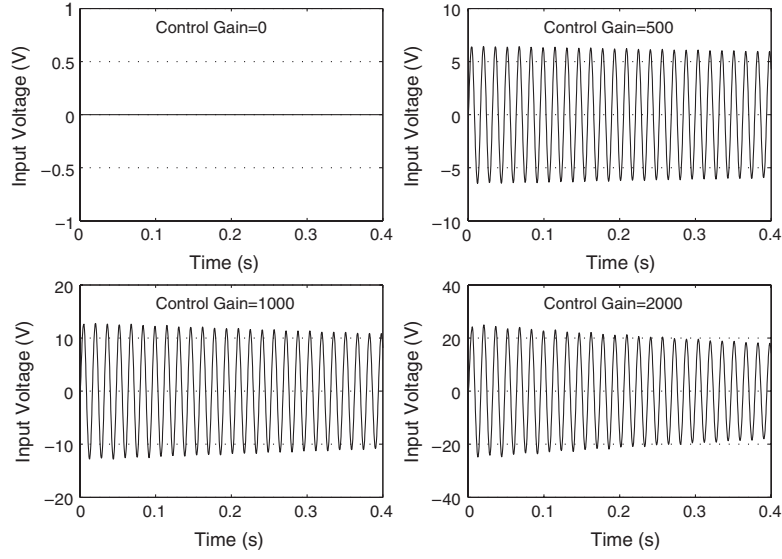 Control Gain=0
1
0.5
0
−0.5
−1
Input Voltage (V)
0 0.1 0.2 0.3 0.4
Time (s)
Control Gain=500
10
5
0
−5
−10
Input Voltage (V)
0 0.1 0.2 0.3 0.4
Time (s)
Control Gain=1000
20
10
0
−10
−20
Input Voltage (V)
0 0.1 0.2 0.3 0.4
Time (s)
Control Gain=2000
40
20
0
−20
−40
Input Voltage (V)
0 0.1 0.2 0.3 0.4
Time (s)